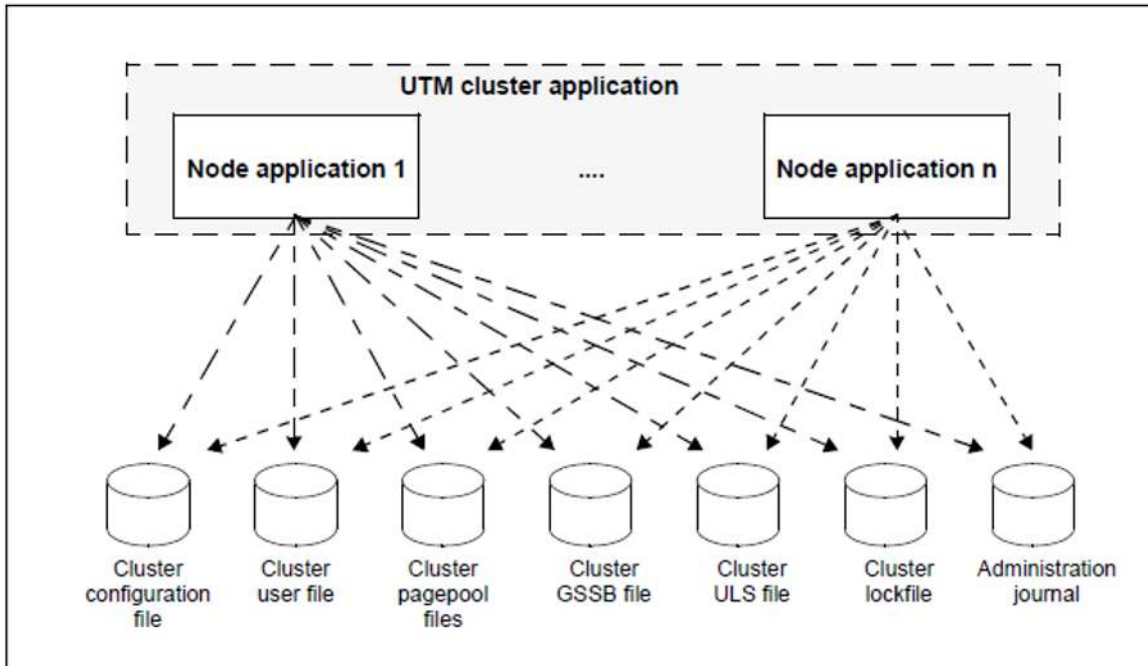 UTM cluster application
Node application 1
....
Node application n
Cluster
configuration
file
Cluster
user file
Cluster
pagepool
files
Cluster
GSSB file
Cluster
ULS file
Cluster
lockfile
Administration
journal